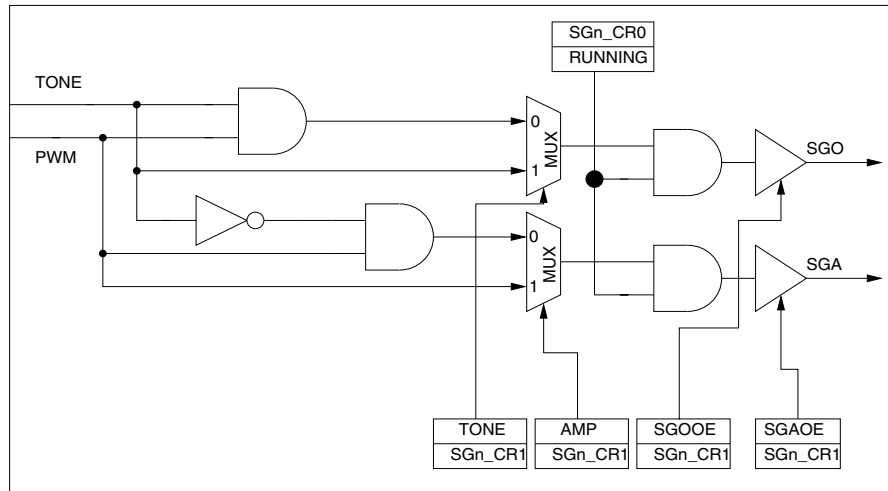 SGn_CR0
RUNNING
TONE
PWM
0
MUX
1
SGO
0
MUX
1
SGA
TONE
SGn_CR1
AMP
SGn_CR1
SGOOE
SGn_CR1
SGAOE
SGn_CR1